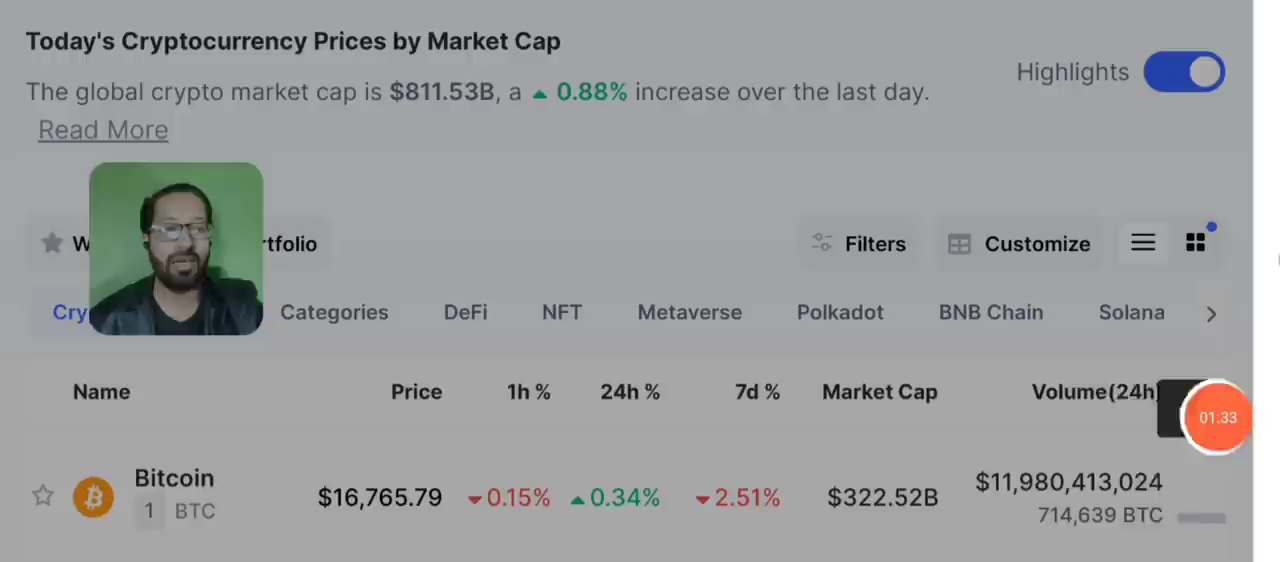 Today's Cryptocurrency Prices by Market Cap
The global crypto market cap is $811.53B, a 0.88% increase over the last day.
Read More
Highlights
W rtfolio
Filters
Customize
Cry
Categories
DeFi
NFT
Metaverse
Polkadot
BNB Chain
Solana
Name Price 1h % 24h % 7d % Market Cap Volume(24h)
01:33
Bitcoin
1 BTC
$16,765.79 0.15% 0.34% 2.51% $322.52B $11,980,413,024
714,639 BTC